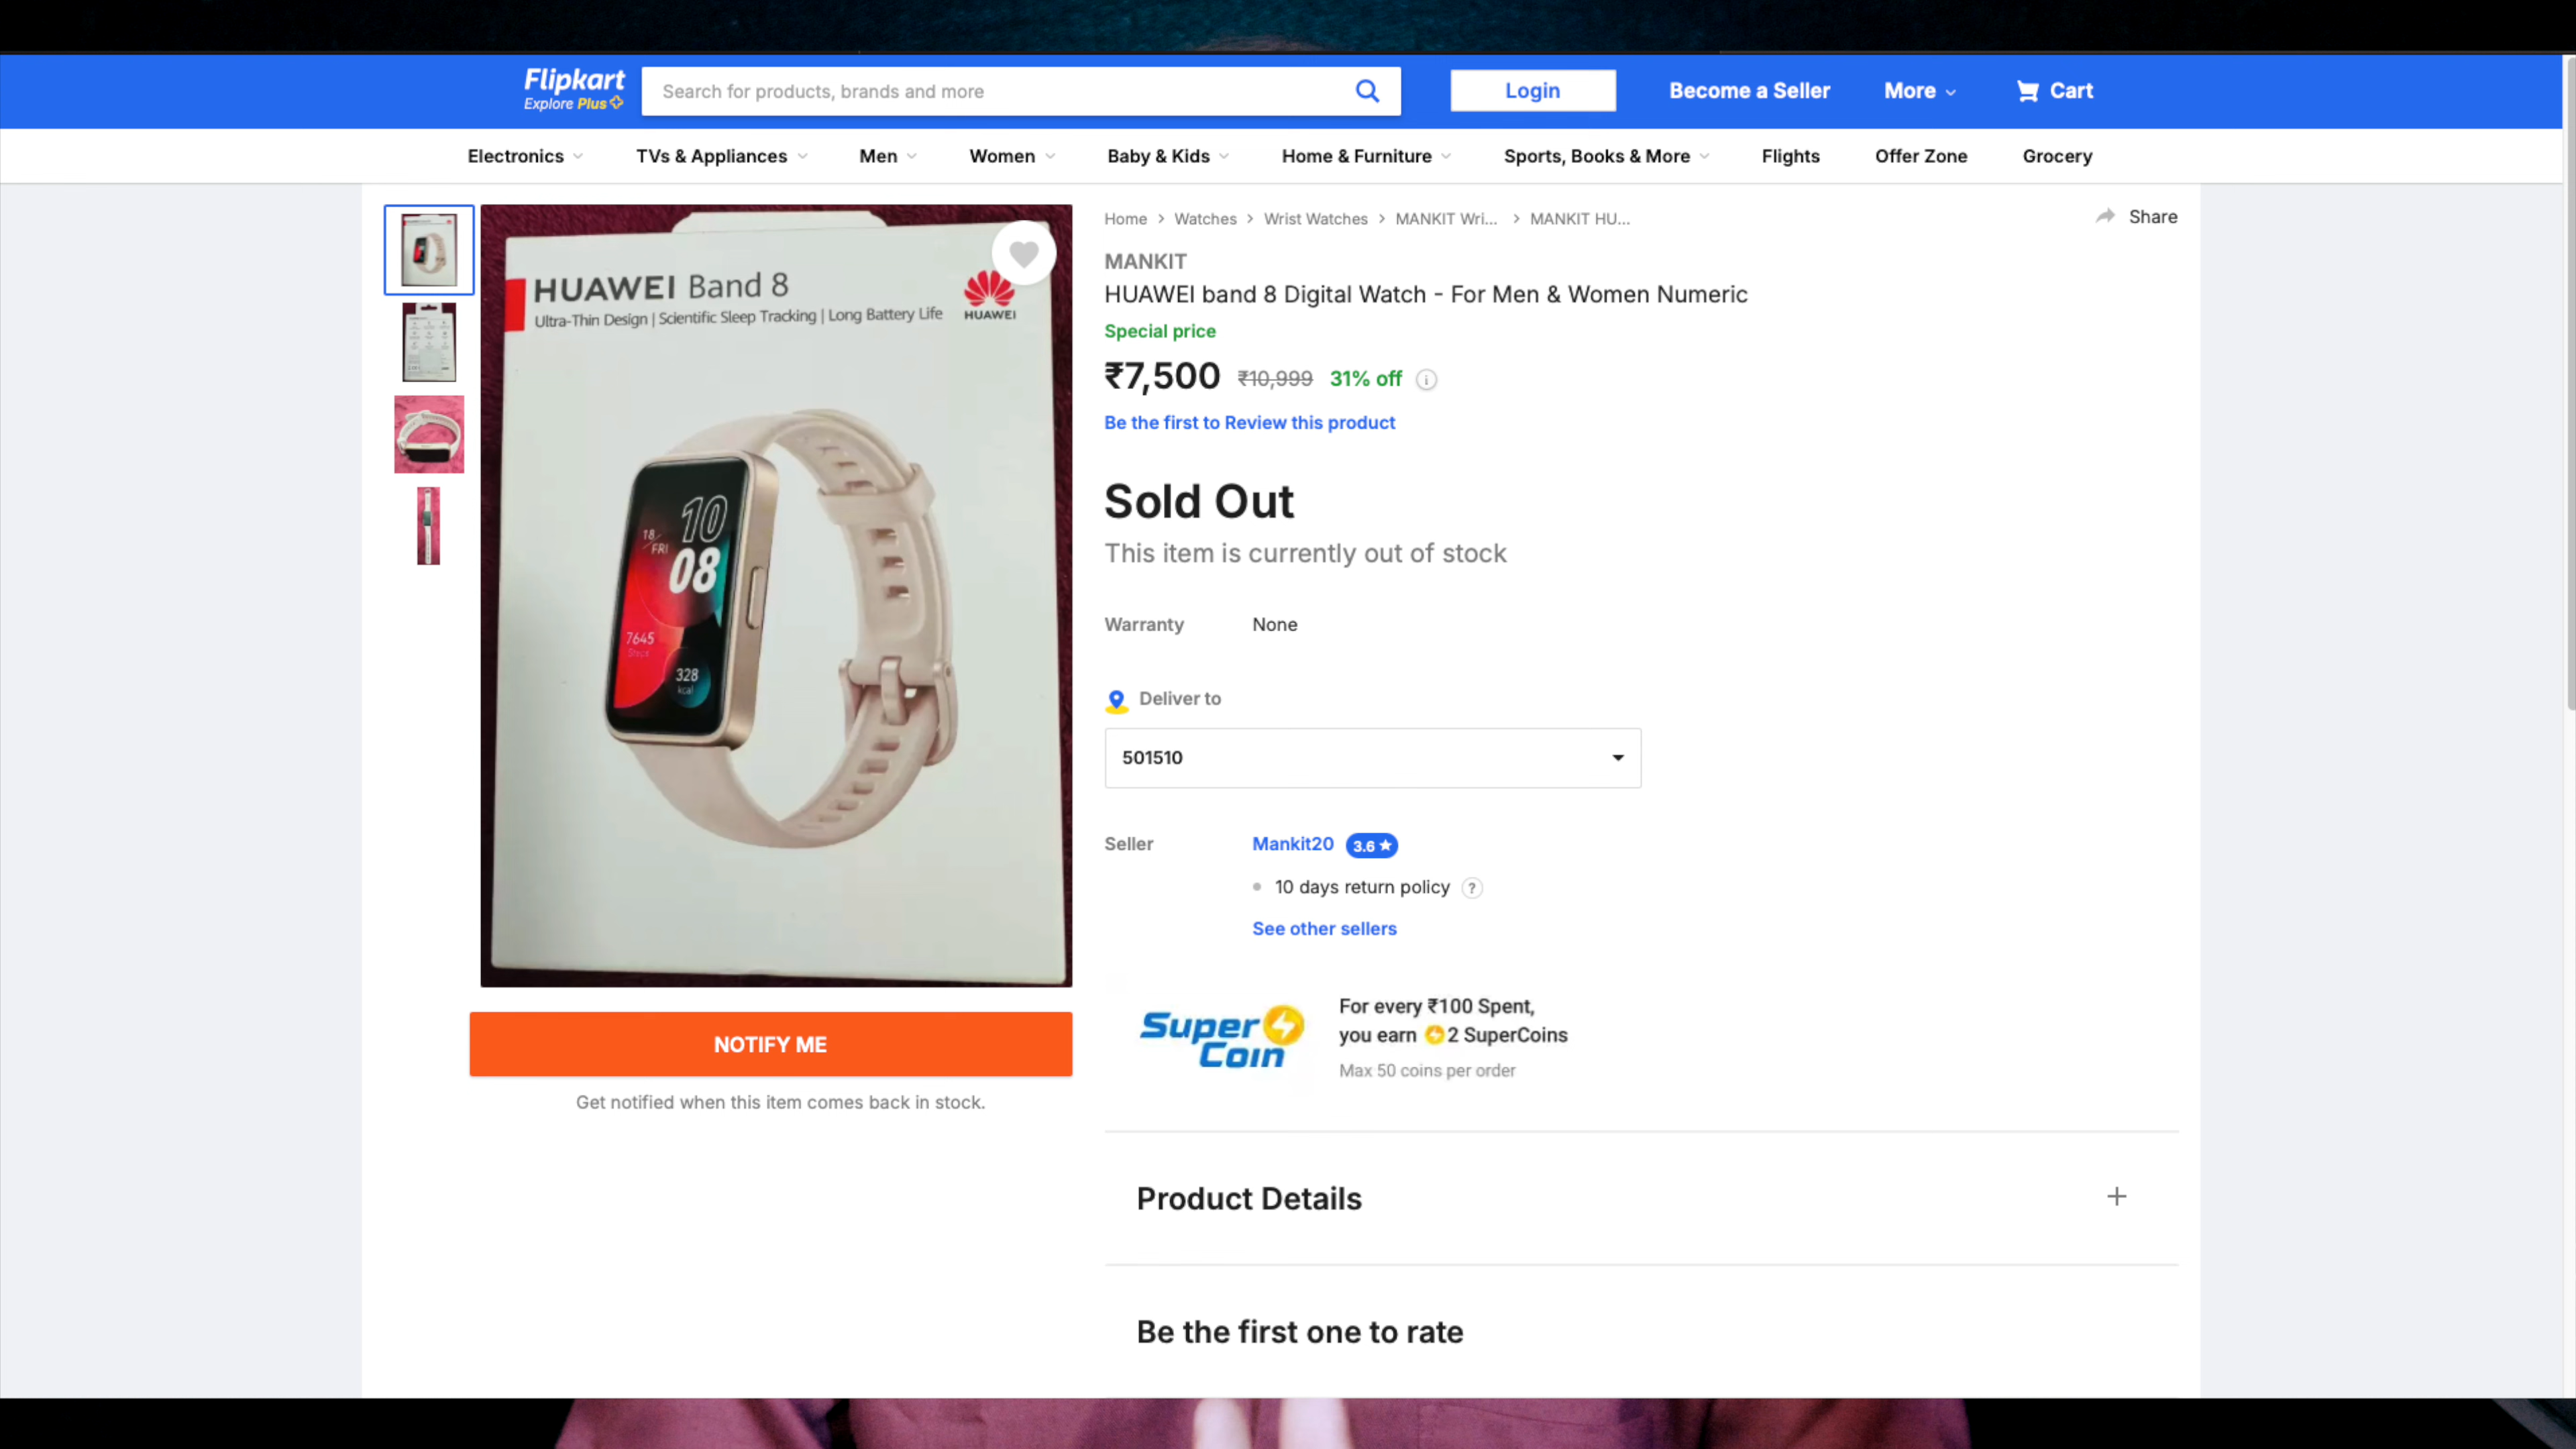 Flipkart
Explore Plus
Search for products, brands and more
Login
Become a Seller
More
Cart
Electronics
TVs & Appliances
Men
Women
Baby & Kids
Home & Furniture
Sports, Books & More
Flights
Offer Zone
Grocery
HUAWEI Band 8
Ultra-Thin Design | Scientific Sleep Tracking | Long Battery Life
HUAWEI
10
08
18/
FRI
7645
Steps
328
kcal
NOTIFY ME
Get notified when this item comes back in stock.
Home > Watches > Wrist Watches > MANKIT Wri... > MANKIT HU...
Share
MANKIT
HUAWEI band 8 Digital Watch - For Men & Women Numeric
Special price
₹7,500 ₹10,999 31% off
Be the first to Review this product
Sold Out
This item is currently out of stock
Warranty None
Deliver to
501510
Seller Mankit20 3.6 ★
10 days return policy ?
See other sellers
Super Coin
For every ₹100 Spent,
you earn 2 SuperCoins
Max 50 coins per order
Product Details +
Be the first one to rate